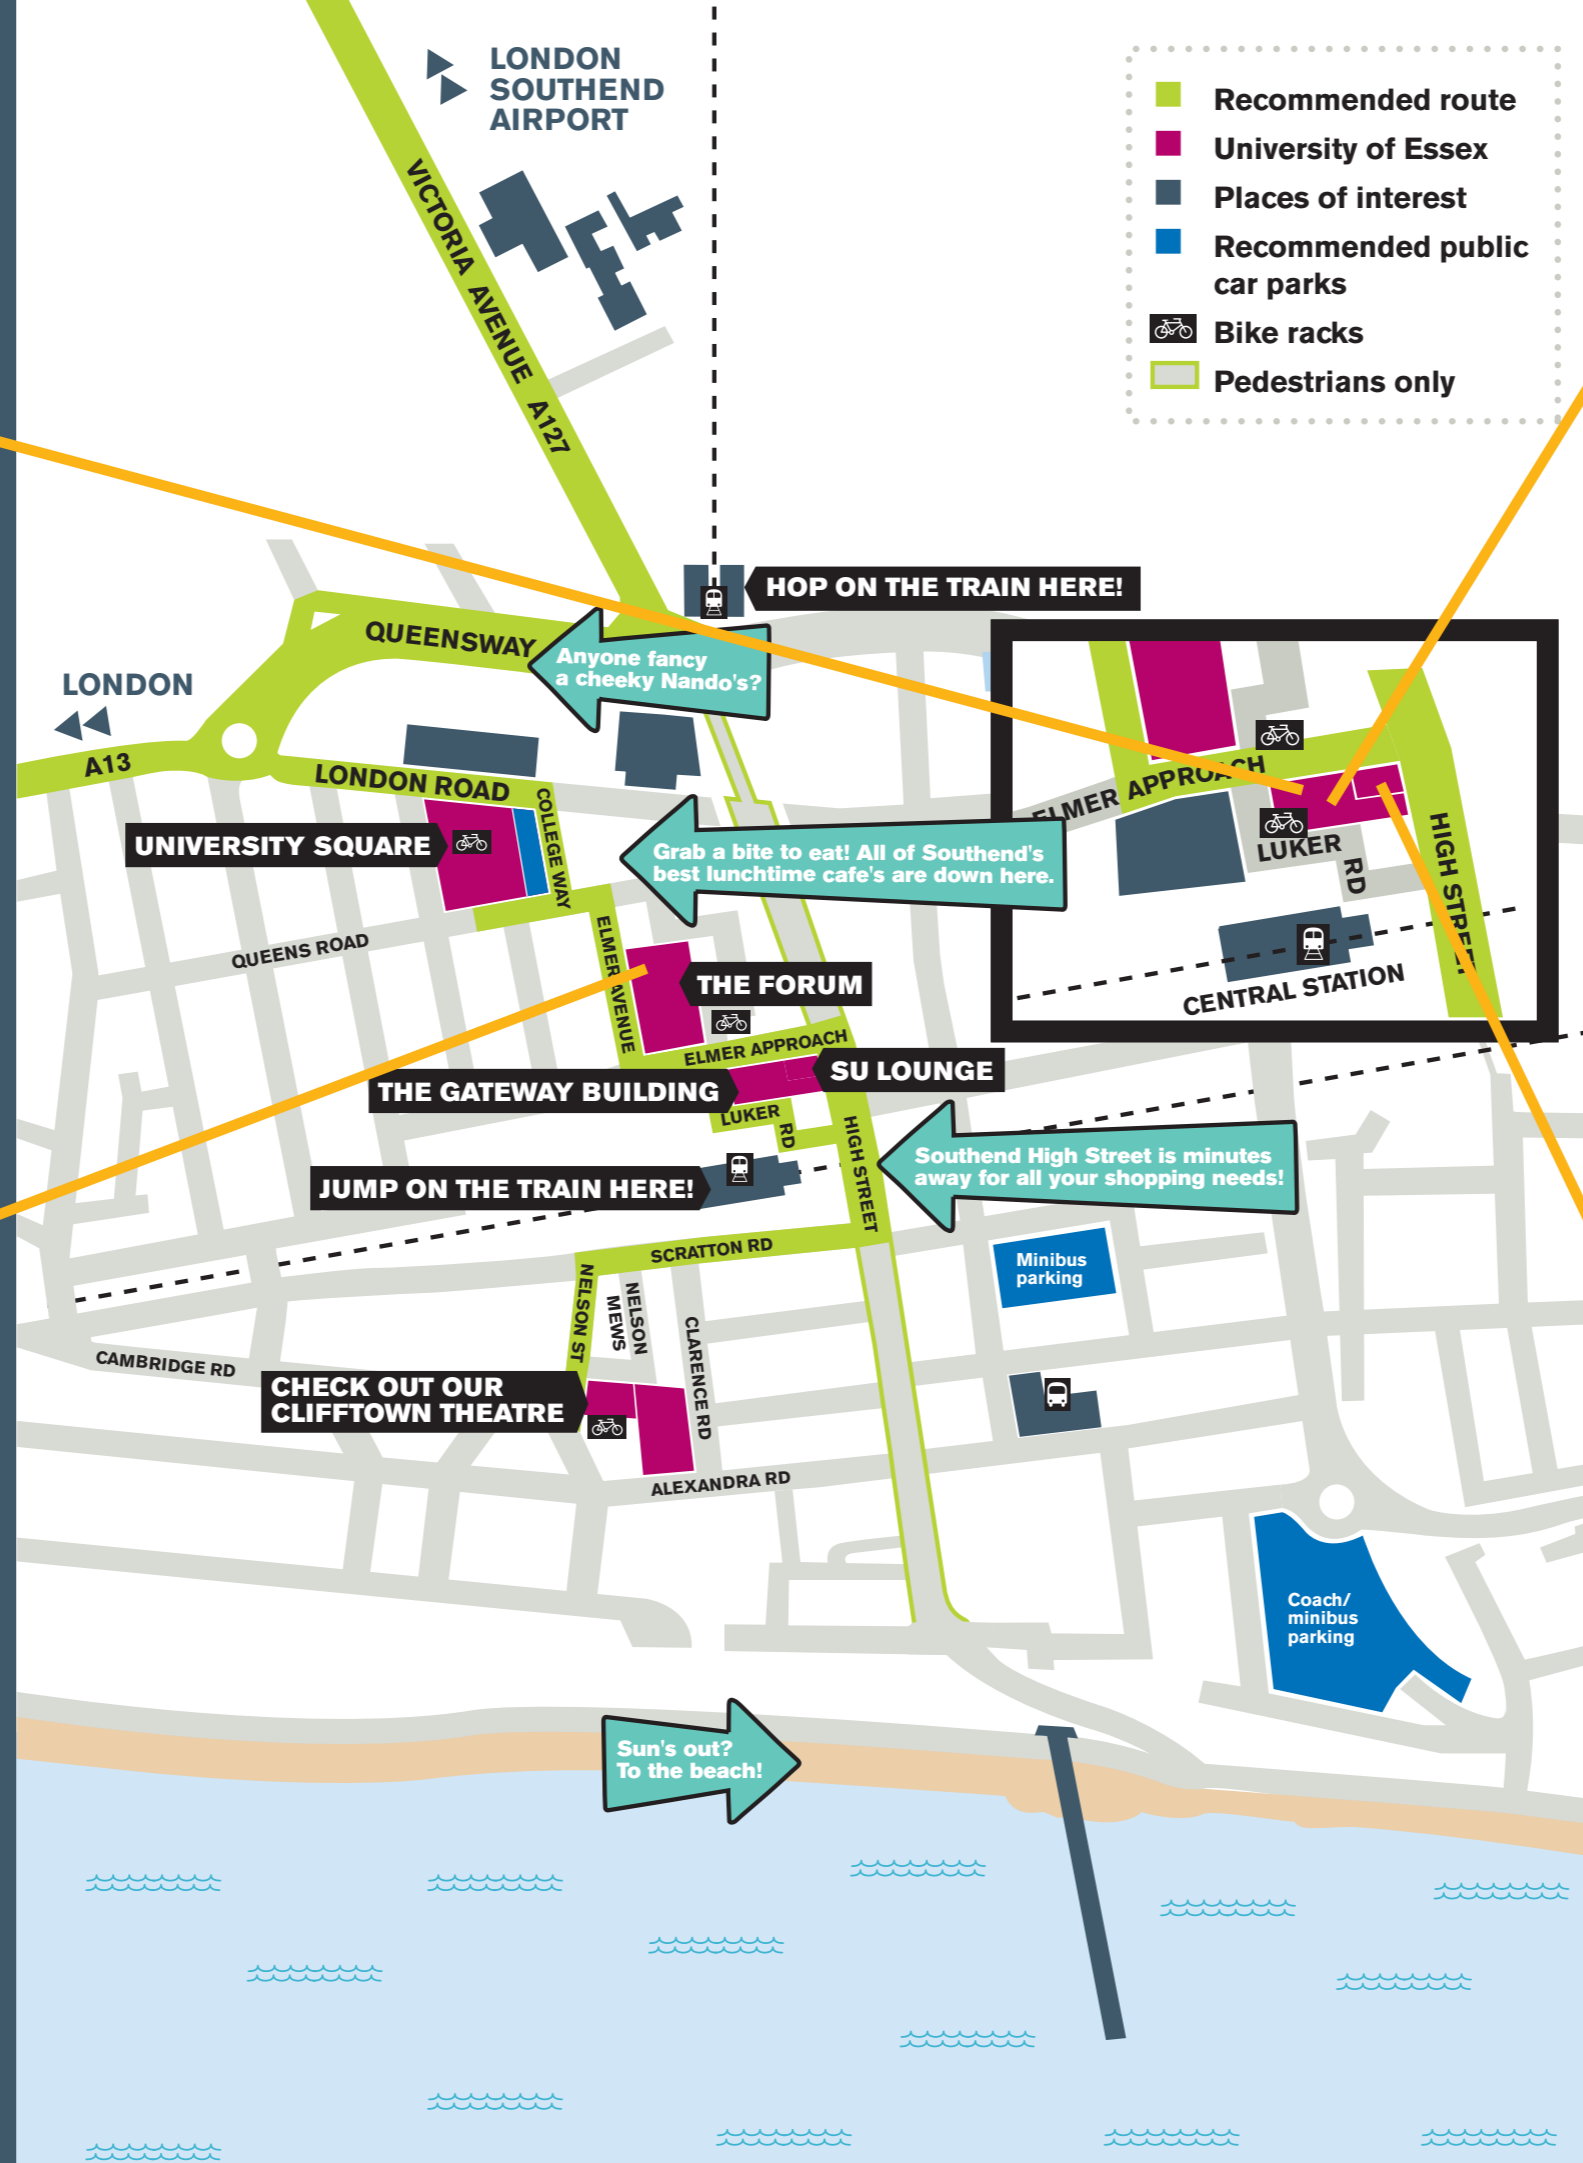 LONDON
SOUTHEND
AIRPORT
Recommended route
University of Essex
Places of interest
Recommended public
car parks
Bike racks
Pedestrians only
VICTORIA AVENUE A127
HOP ON THE TRAIN HERE!
QUEENSWAY
Anyone fancy
a cheeky Nando's?
LONDON
A13
LONDON ROAD
COLLEGE WAY
UNIVERSITY SQUARE
Grab a bite to eat! All of Southend's
best lunchtime cafe's are down here.
ELMER APPROACH
LUKER
RD
HIGH STREET
CENTRAL STATION
QUEENS ROAD
ELMER AVENUE
THE FORUM
ELMER APPROACH
SU LOUNGE
THE GATEWAY BUILDING
LUKER
RD
HIGH STREET
Southend High Street is minutes
away for all your shopping needs!
JUMP ON THE TRAIN HERE!
SCRATTON RD
Minibus
parking
NELSON ST
NELSON
MEWS
CLARENCE RD
CAMBRIDGE RD
CHECK OUT OUR
CLIFFTOWN THEATRE
ALEXANDRA RD
Coach/
minibus
parking
Sun's out?
To the beach!